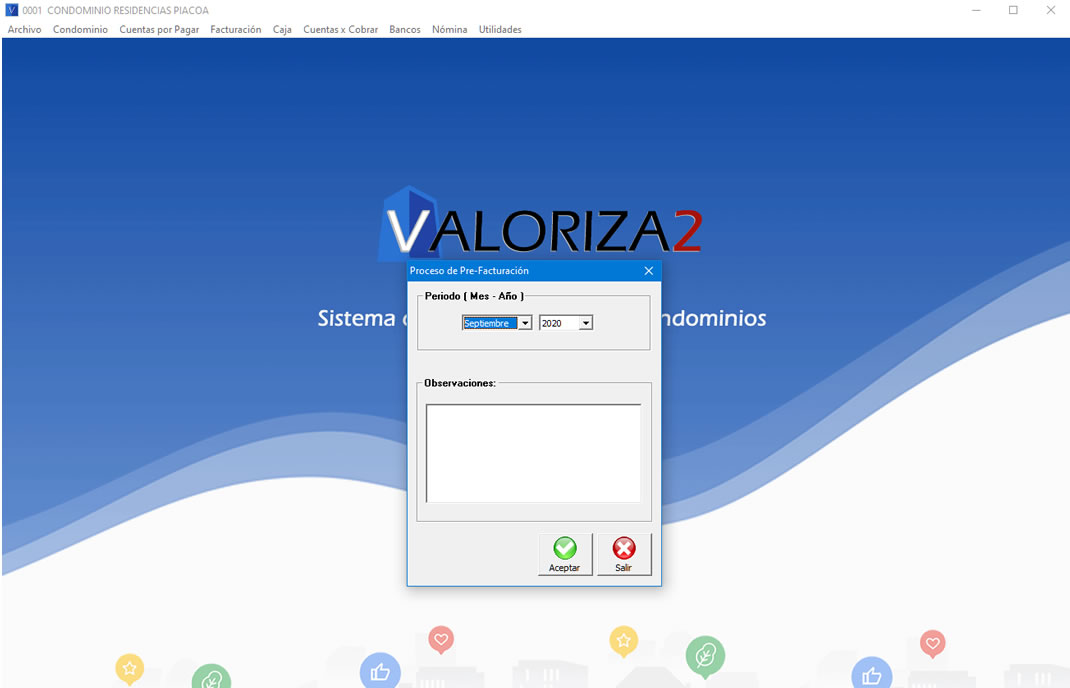 0001 CONDOMINIO RESIDENCIAS PIACOA
Archivo Condominio Cuentas por Pagar Facturación Caja Cuentas x Cobrar Bancos Nómina Utilidades
VALORIZA2
Proceso de Pre-Facturación
Periodo ( Mes - Año )
Sistema
Septiembre 2020
ndominios
Observaciones:
Aceptar Salir